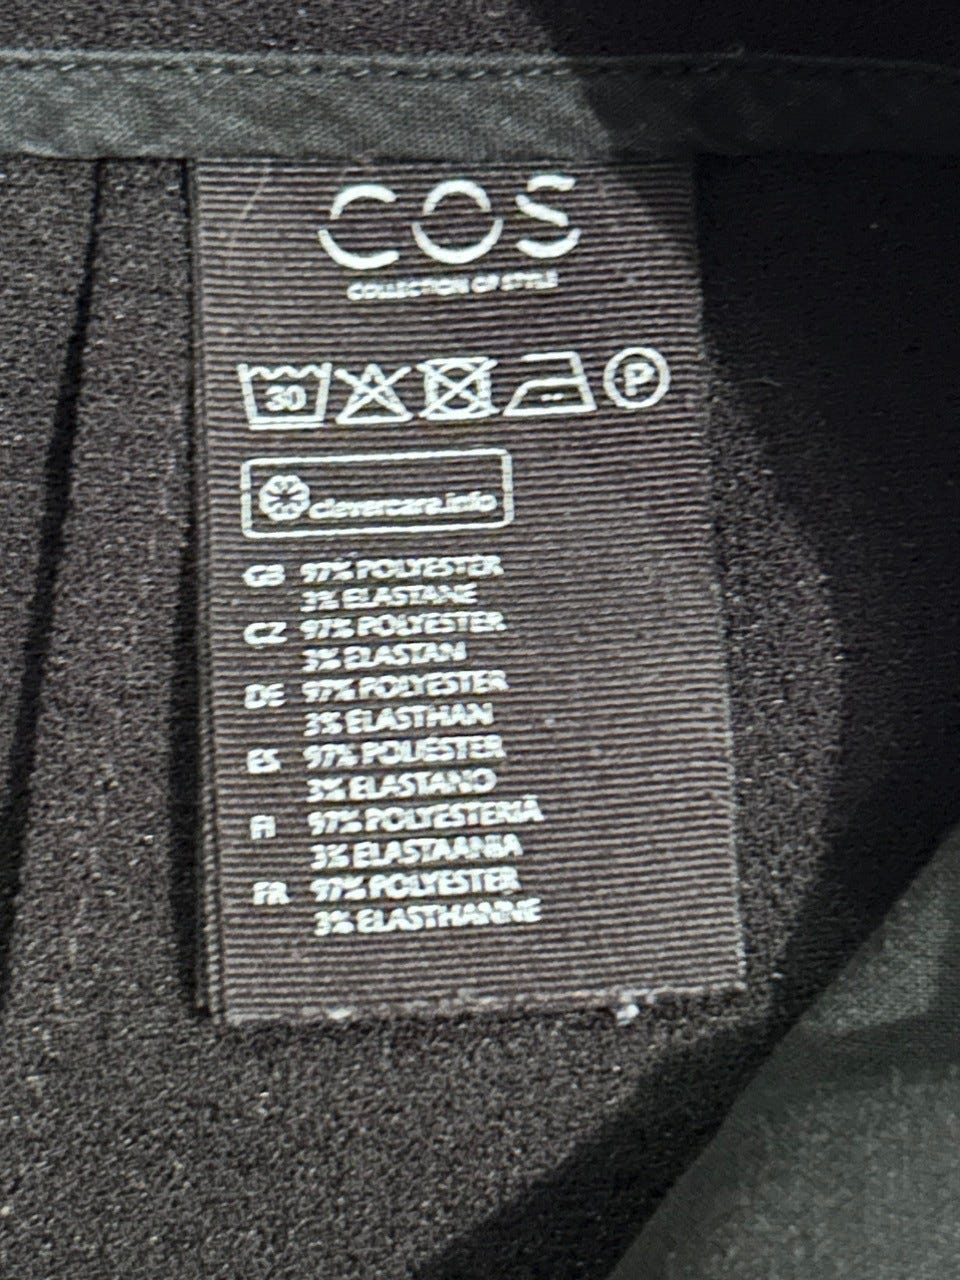 COS
COLLECTION OF STYLE
30
P
clevercare.info
GB 97% POLYESTER
3% ELASTANE
CZ 97% POLYESTER
3% ELASTAN
DE 97% POLYESTER
3% ELASTHAN
ES 97% POLIÉSTER
3% ELASTANO
FI 97% POLYESTERIÄ
3% ELASTAANIA
FR 97% POLYESTER
3% ELASTHANNE